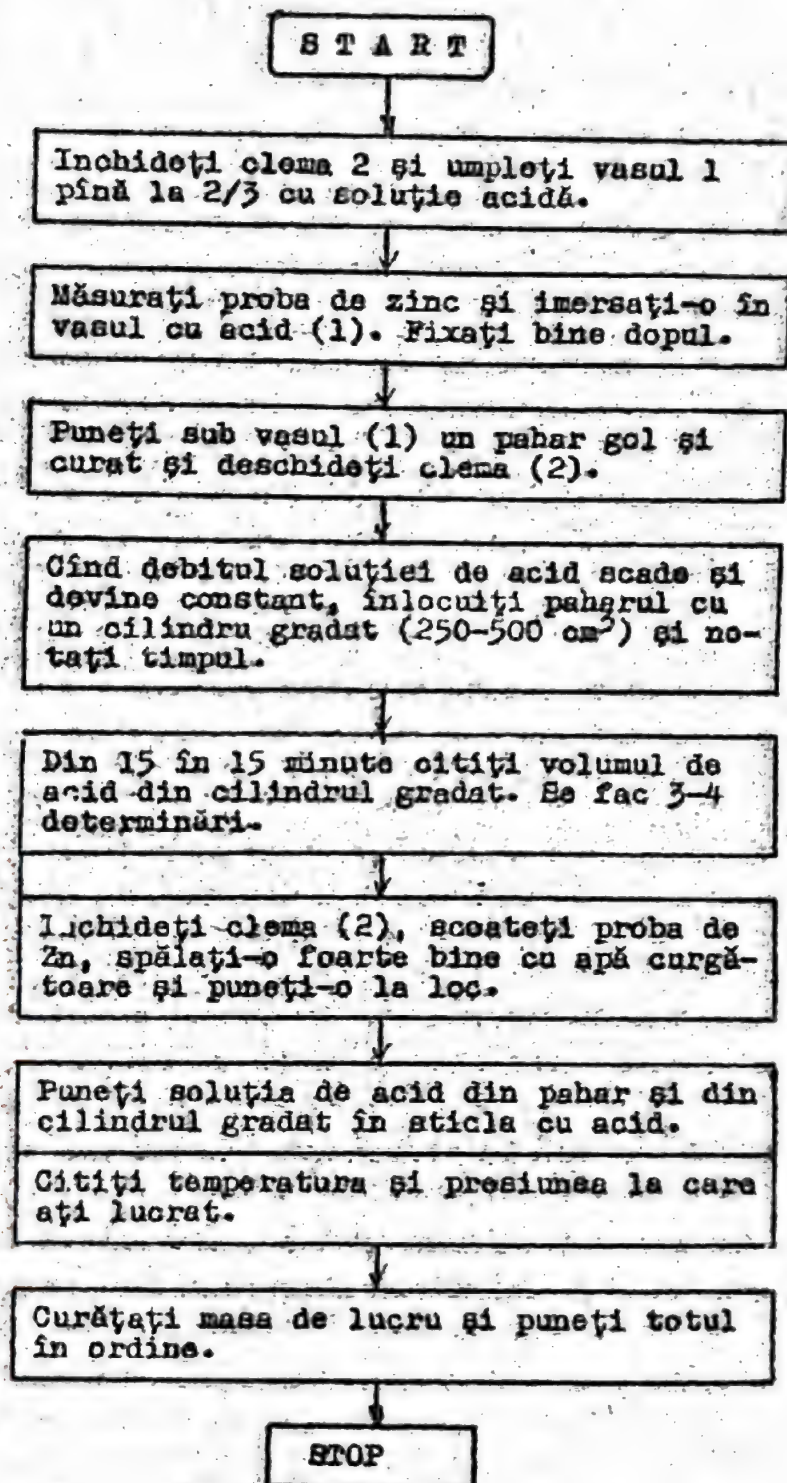 START
Inchideţi clema 2 şi umpleţi vasul 1
pînă la 2/3 cu soluţie acidă.
Măsuraţi proba de zinc şi imersaţi-o în
vasul cu acid (1). Fixaţi bine dopul.
Puneţi sub vasul (1) un pahar gol şi
curat şi deschideţi clema (2).
Cînd debitul soluţiei de acid scade şi
devine constant, înlocuiţi paharul cu
un cilindru gradat (250-500 cm³) şi no-
taţi timpul.
Din 15 în 15 minute citiţi volumul de
acid din cilindrul gradat. Se fac 3-4
determinări.
Inchideţi clema (2), scoateţi proba de
Zn, spălaţi-o foarte bine cu apă curgă-
toare şi puneţi-o la loc.
Puneţi soluţia de acid din pahar şi din
cilindrul gradat în sticla cu acid.
Citiţi temperatura şi presiunea la care
aţi lucrat.
Curăţaţi masa de lucru şi puneţi totul
în ordine.
STOP